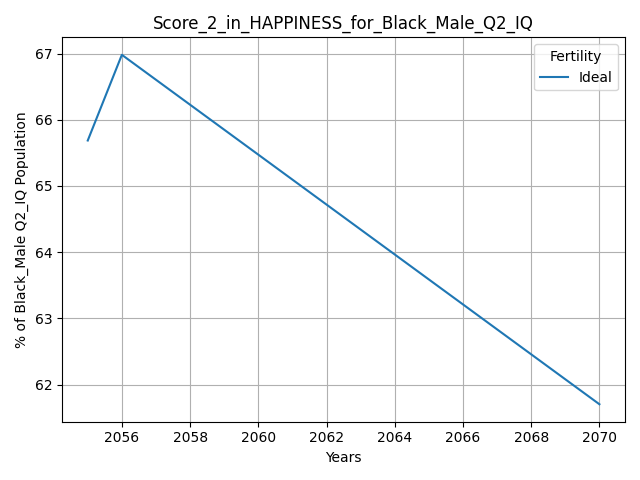 Score_2_in_HAPPINESS_for_Black_Male_Q2_IQ
Fertility
Ideal
% of Black_Male Q2_IQ Population
67
66
65
64
63
62
2056 2058 2060 2062 2064 2066 2068 2070
Years